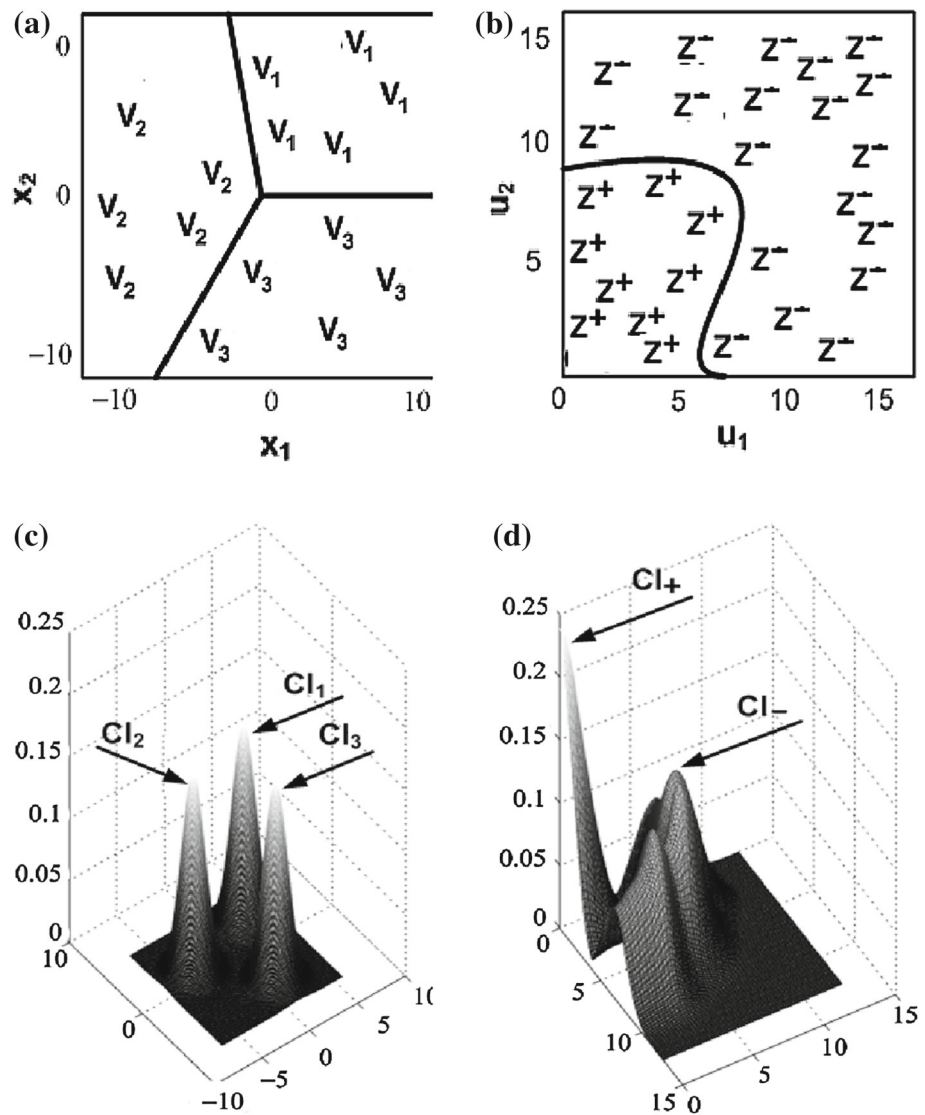 (a)
0
0
−10
x₂
V₁ V₁ V₁ V₁ V₁
V₂ V₂ V₂ V₂ V₂
V₃ V₃ V₃ V₃ V₃
−10 0 10
x₁
(b)
15
10
5
u₂
Z⁻ Z⁻ Z⁻ Z⁻ Z⁻
Z⁻ Z⁻ Z⁻ Z⁻
Z⁻ Z⁻ Z⁻
Z⁺ Z⁺ Z⁺ Z⁻ Z⁻
Z⁺ Z⁺ Z⁺ Z⁻ Z⁻
Z⁺ Z⁺ Z⁺ Z⁻ Z⁻ Z⁻
0 5 10 15
u₁
(c)
0.25
0.2
0.15
0.1
0.05
0
Cl₁
Cl₂
Cl₃
10 0 −10
−5 0 5 10
(d)
Cl₊
Cl₋
0.25
0.2
0.15
0.1
0.05
0
0 5 10 15
0 5 10 15